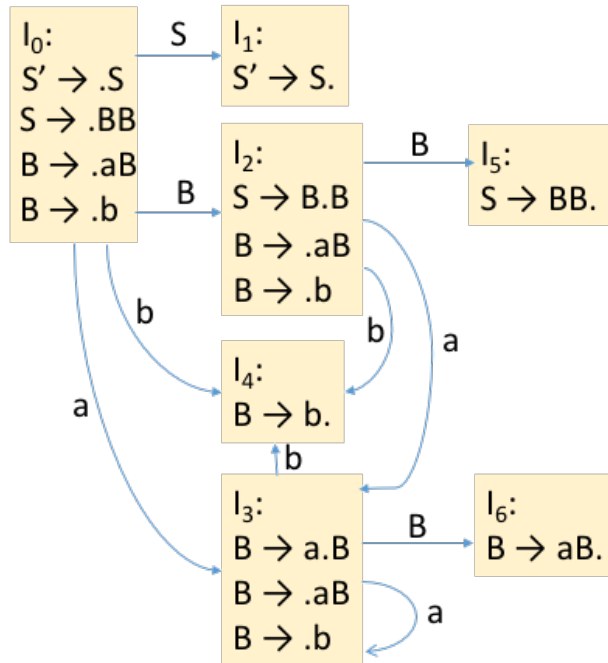 I₀:
S’ → .S
S → .BB
B → .aB
B → .b
S
I₁:
S’ → S.
B
I₂:
S → B.B
B → .aB
B → .b
B
I₅:
S → BB.
b
a
b
a
I₄:
B → b.
b
I₃:
B → a.B
B → .aB
B → .b
B
a
I₆:
B → aB.